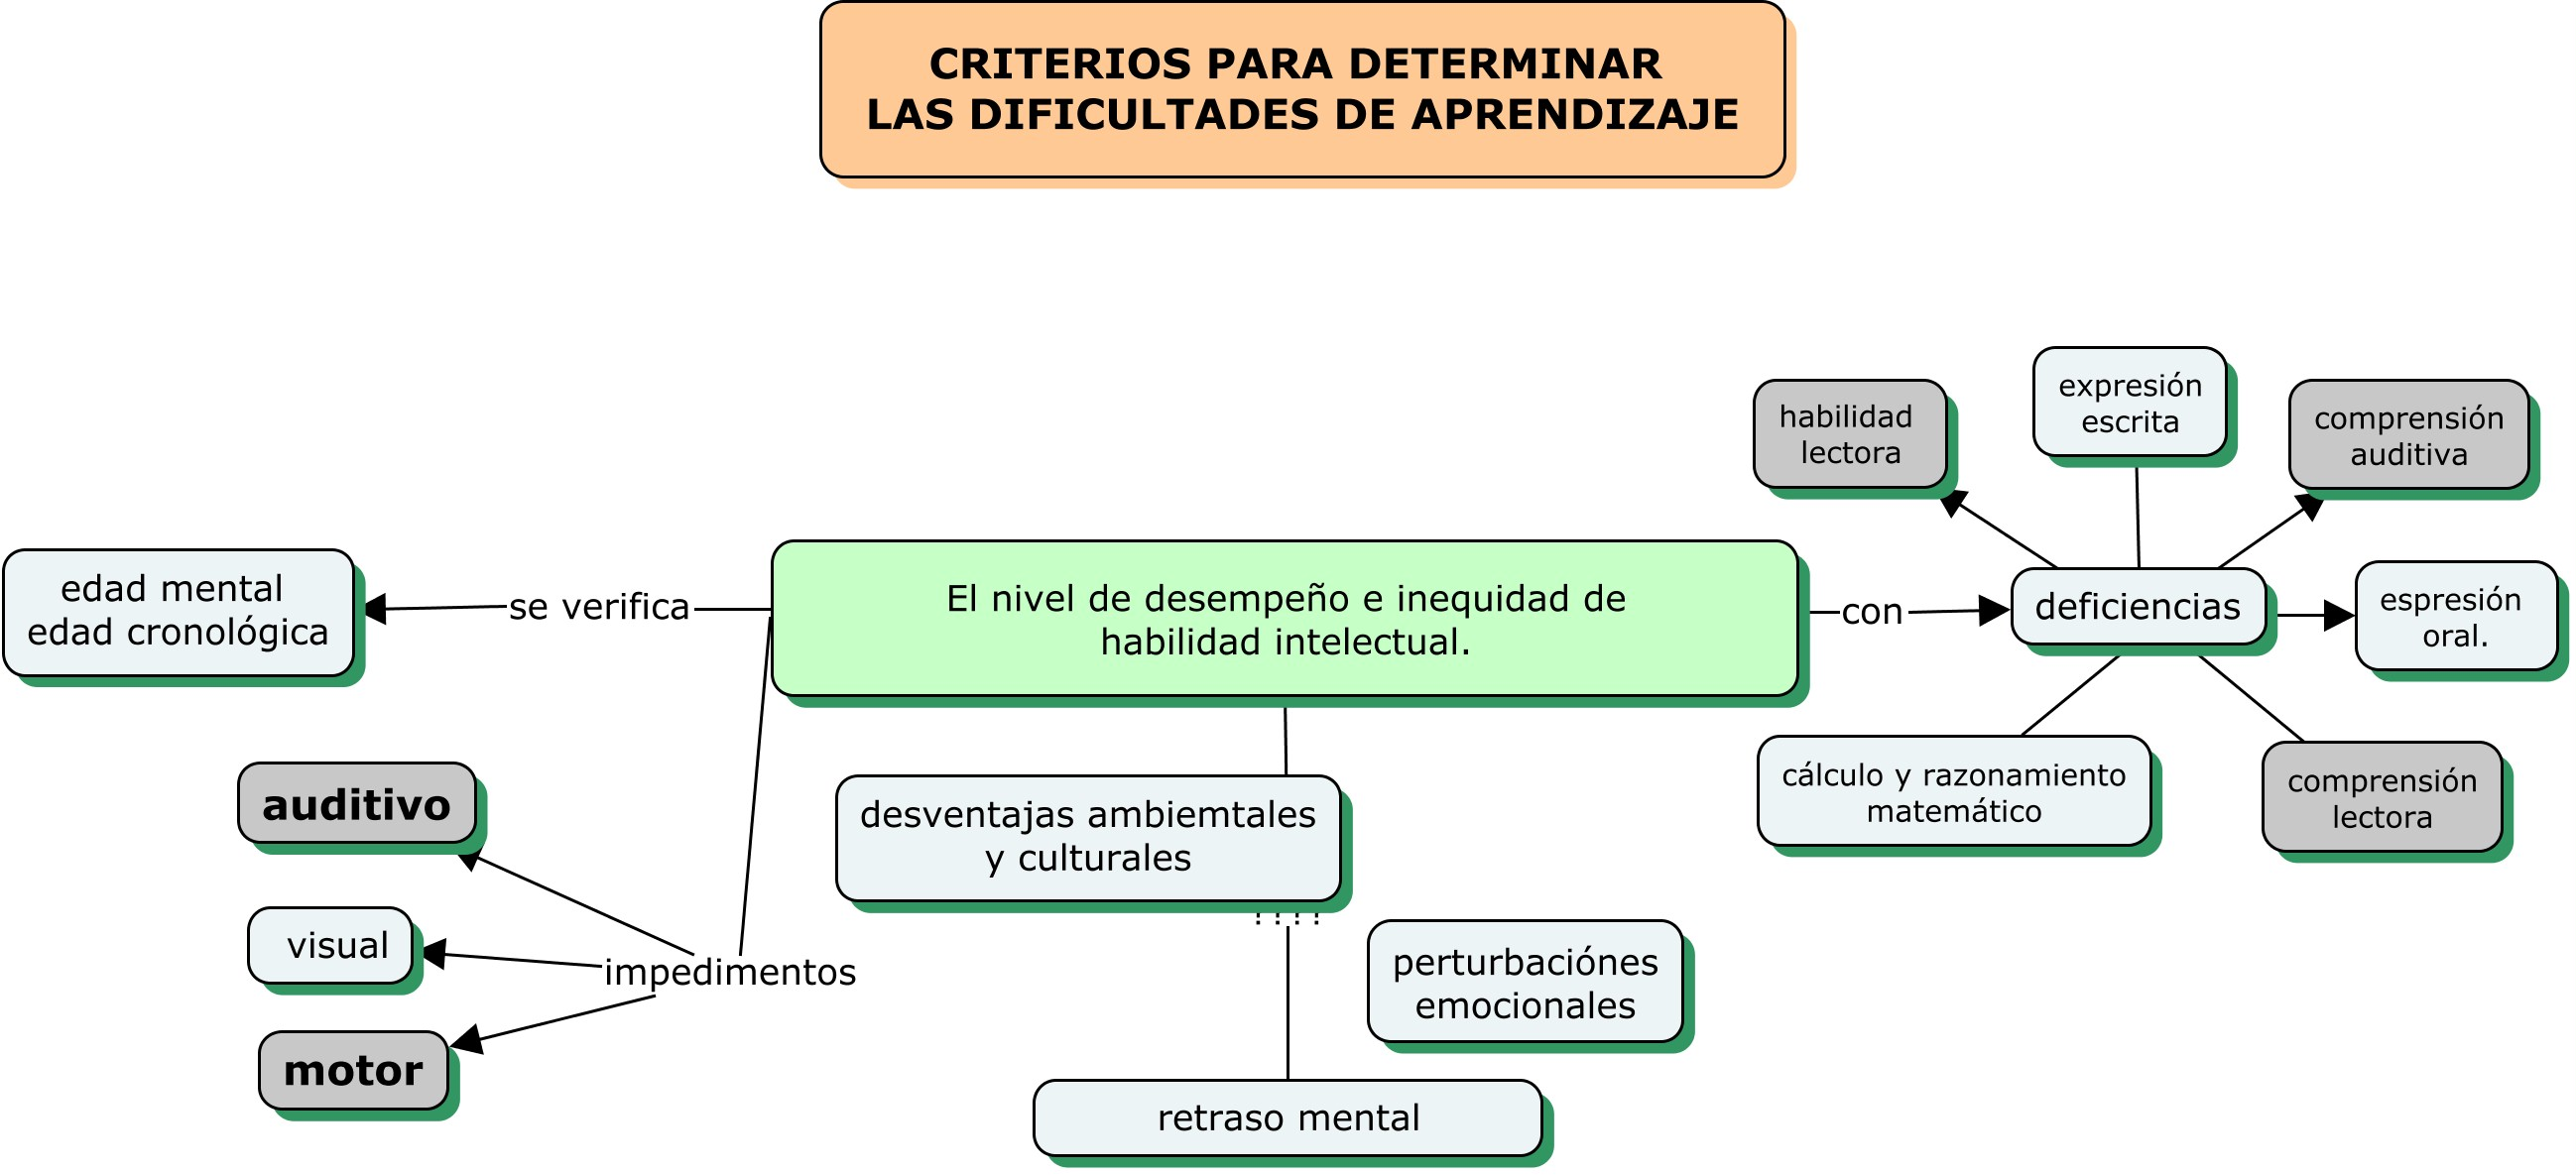 CRITERIOS PARA DETERMINAR
LAS DIFICULTADES DE APRENDIZAJE
habilidad
lectora
expresión
escrita
comprensión
auditiva
edad mental
edad cronológica
se verifica
El nivel de desempeño e inequidad de
habilidad intelectual.
con
deficiencias
espresión
oral.
cálculo y razonamiento
matemático
comprensión
lectora
auditivo
visual
motor
impedimentos
desventajas ambiemtales
y culturales
perturbaciónes
emocionales
retraso mental